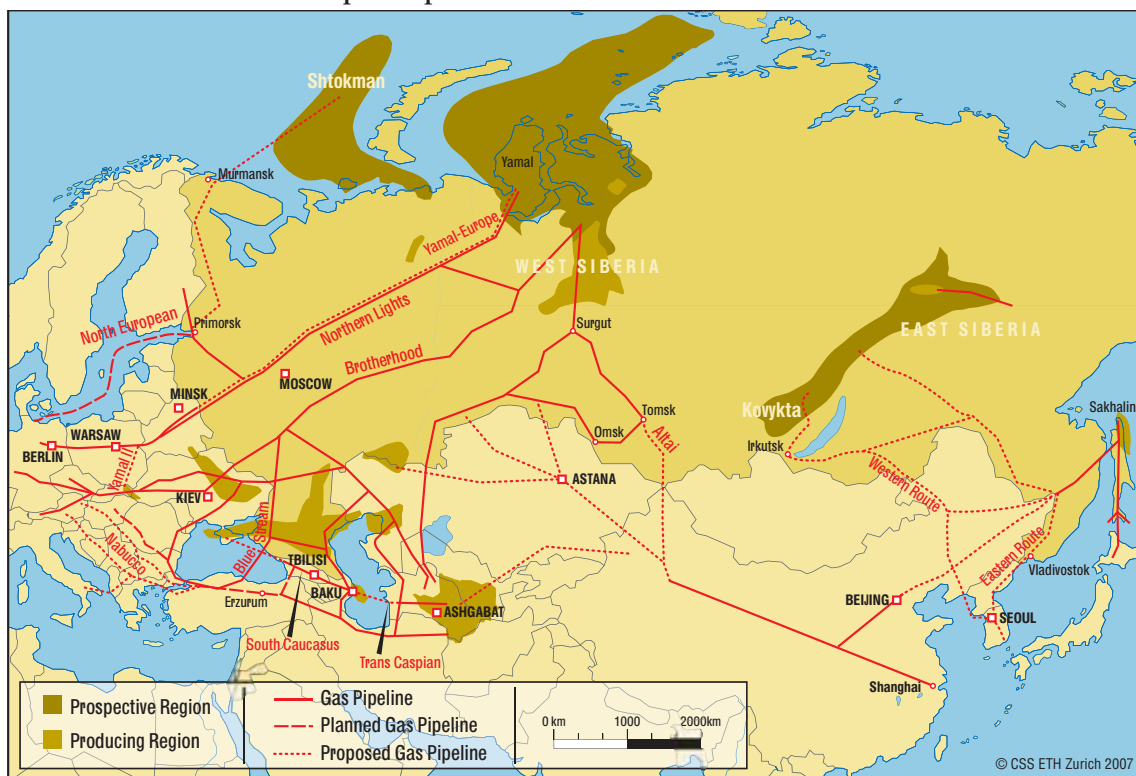 Shtokman
Murmansk
Yamal
Yamal-Europe
WEST SIBERIA
Northern Lights
North European
Primorsk
Brotherhood
EAST SIBERIA
Surgut
MOSCOW
MINSK
Kovykta
Tomsk
Sakhalin
WARSAW
Omsk
Altai
Irkutsk
BERLIN
Yamal II
ASTANA
Western Route
KIEV
Blue Stream
Nabucco
Eastern Route
TBILISI
Vladivostok
Erzurum
BAKU
ASHGABAT
BEIJING
SEOUL
South Caucasus
Trans Caspian
Shanghai
Prospective Region
Producing Region
Gas Pipeline
Planned Gas Pipeline
Proposed Gas Pipeline
0 km 1000 2000km
© CSS ETH Zurich 2007